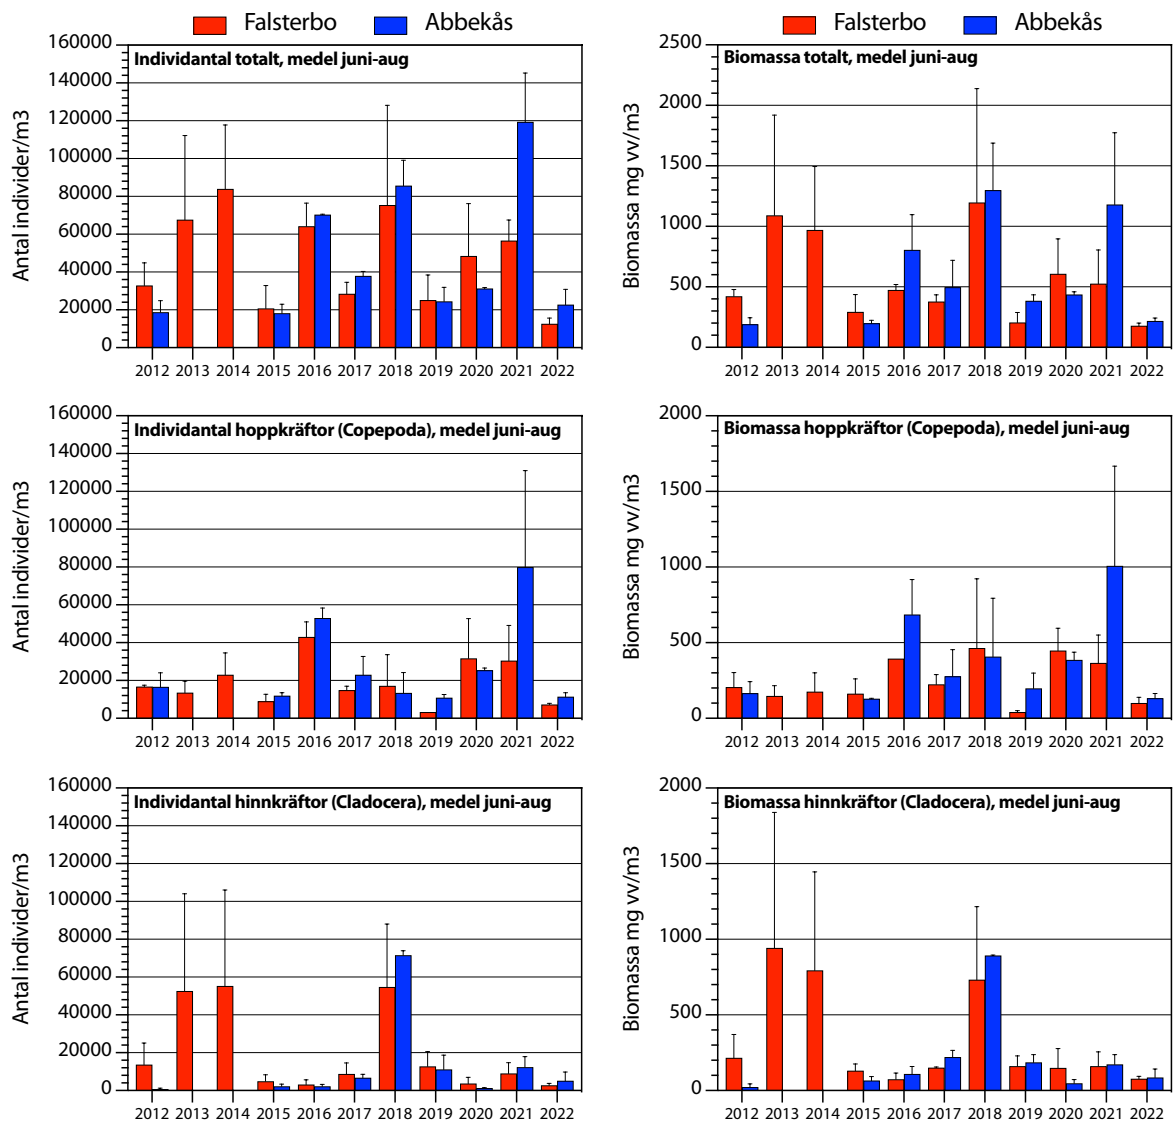 Falsterbo Abbekås
Individantal totalt, medel juni-aug
Antal individer/m3
160000
140000
120000
100000
80000
60000
40000
20000
0
2012 2013 2014 2015 2016 2017 2018 2019 2020 2021 2022
Falsterbo Abbekås
Biomassa totalt, medel juni-aug
Biomassa mg vv/m3
2500
2000
1500
1000
500
0
2012 2013 2014 2015 2016 2017 2018 2019 2020 2021 2022
Individantal hoppkräftor (Copepoda), medel juni-aug
Antal individer/m3
160000
140000
120000
100000
80000
60000
40000
20000
0
2012 2013 2014 2015 2016 2017 2018 2019 2020 2021 2022
Biomassa hoppkräftor (Copepoda), medel juni-aug
Biomassa mg vv/m3
2000
1500
1000
500
0
2012 2013 2014 2015 2016 2017 2018 2019 2020 2021 2022
Individantal hinnkräftor (Cladocera), medel juni-aug
Antal individer/m3
160000
140000
120000
100000
80000
60000
40000
20000
0
2012 2013 2014 2015 2016 2017 2018 2019 2020 2021 2022
Biomassa hinnkräftor (Cladocera), medel juni-aug
Biomassa mg vv/m3
2000
1500
1000
500
0
2012 2013 2014 2015 2016 2017 2018 2019 2020 2021 2022